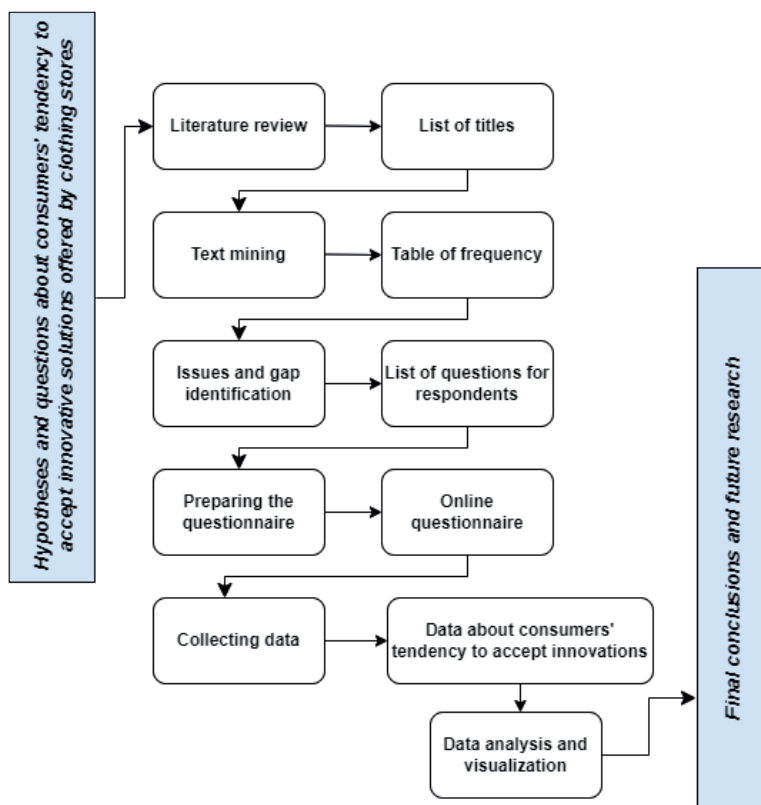 Hypotheses and questions about consumers' tendency to
accept innovative solutions offered by clothing stores
Literature review
List of titles
Text mining
Table of frequency
Issues and gap
identification
List of questions for
respondents
Preparing the
questionnaire
Online
questionnaire
Collecting data
Data about consumers'
tendency to accept innovations
Data analysis and
visualization
Final conclusions and future research